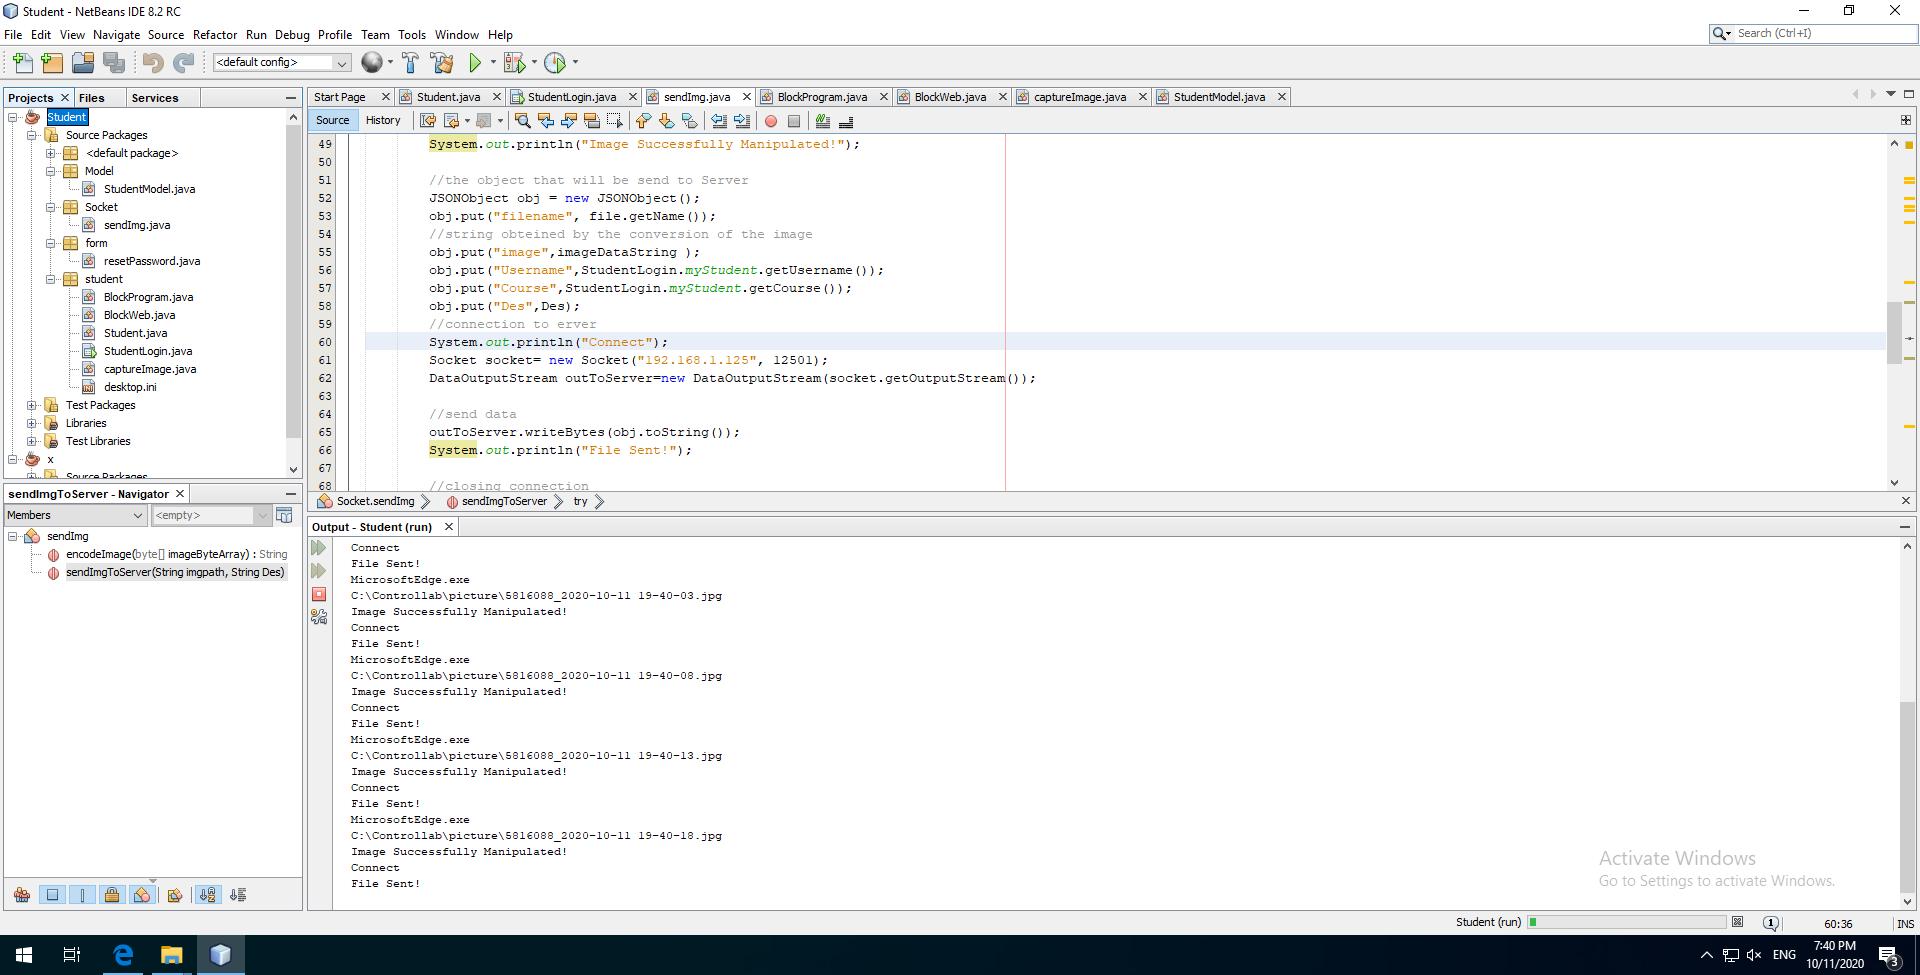 Student - NetBeans IDE 8.2 RC
File Edit View Navigate Source Refactor Run Debug Profile Team Tools Window Help
Search (Ctrl+I)
<default config>
Projects Files Services
Student
Source Packages
<default package>
Model
StudentModel.java
Socket
sendImg.java
form
resetPassword.java
student
BlockProgram.java
BlockWeb.java
Student.java
StudentLogin.java
captureImage.java
desktop.ini
Test Packages
Libraries
Test Libraries
x
Source Packages
sendImgToServer - Navigator
Members
<empty>
sendImg
encodeImage(byte[] imageByteArray) : String
sendImgToServer(String imgpath, String Des)
Start Page Student.java StudentLogin.java sendImg.java BlockProgram.java BlockWeb.java captureImage.java StudentModel.java
Source History
49 System.out.println("Image Successfully Manipulated!");
50
51 //the object that will be send to Server
52 JSONObject obj = new JSONObject();
53 obj.put("filename", file.getName());
54 //string obteined by the conversion of the image
55 obj.put("image",imageDataString );
56 obj.put("Username",StudentLogin.myStudent.getUsername());
57 obj.put("Course",StudentLogin.myStudent.getCourse());
58 obj.put("Des",Des);
59 //connection to erver
60 System.out.println("Connect");
61 Socket socket= new Socket("192.168.1.125", 12501);
62 DataOutputStream outToServer=new DataOutputStream(socket.getOutputStream());
63
64 //send data
65 outToServer.writeBytes(obj.toString());
66 System.out.println("File Sent!");
67
68 //closing connection
Socket.sendImg sendImgToServer try
Output - Student (run)
Connect
File Sent!
MicrosoftEdge.exe
C:\Controllab\picture\5816088_2020-10-11 19-40-03.jpg
Image Successfully Manipulated!
Connect
File Sent!
MicrosoftEdge.exe
C:\Controllab\picture\5816088_2020-10-11 19-40-08.jpg
Image Successfully Manipulated!
Connect
File Sent!
MicrosoftEdge.exe
C:\Controllab\picture\5816088_2020-10-11 19-40-13.jpg
Image Successfully Manipulated!
Connect
File Sent!
MicrosoftEdge.exe
C:\Controllab\picture\5816088_2020-10-11 19-40-18.jpg
Image Successfully Manipulated!
Connect
File Sent!
Activate Windows
Go to Settings to activate Windows.
Student (run) 1 60:36 INS
ENG
7:40 PM
10/11/2020
3